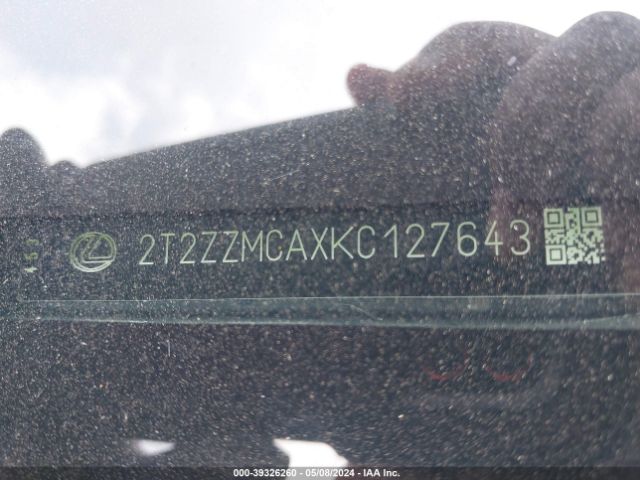 2T2ZZMCAXKC127643
000-39326260 - 05/08/2024 - IAA Inc.